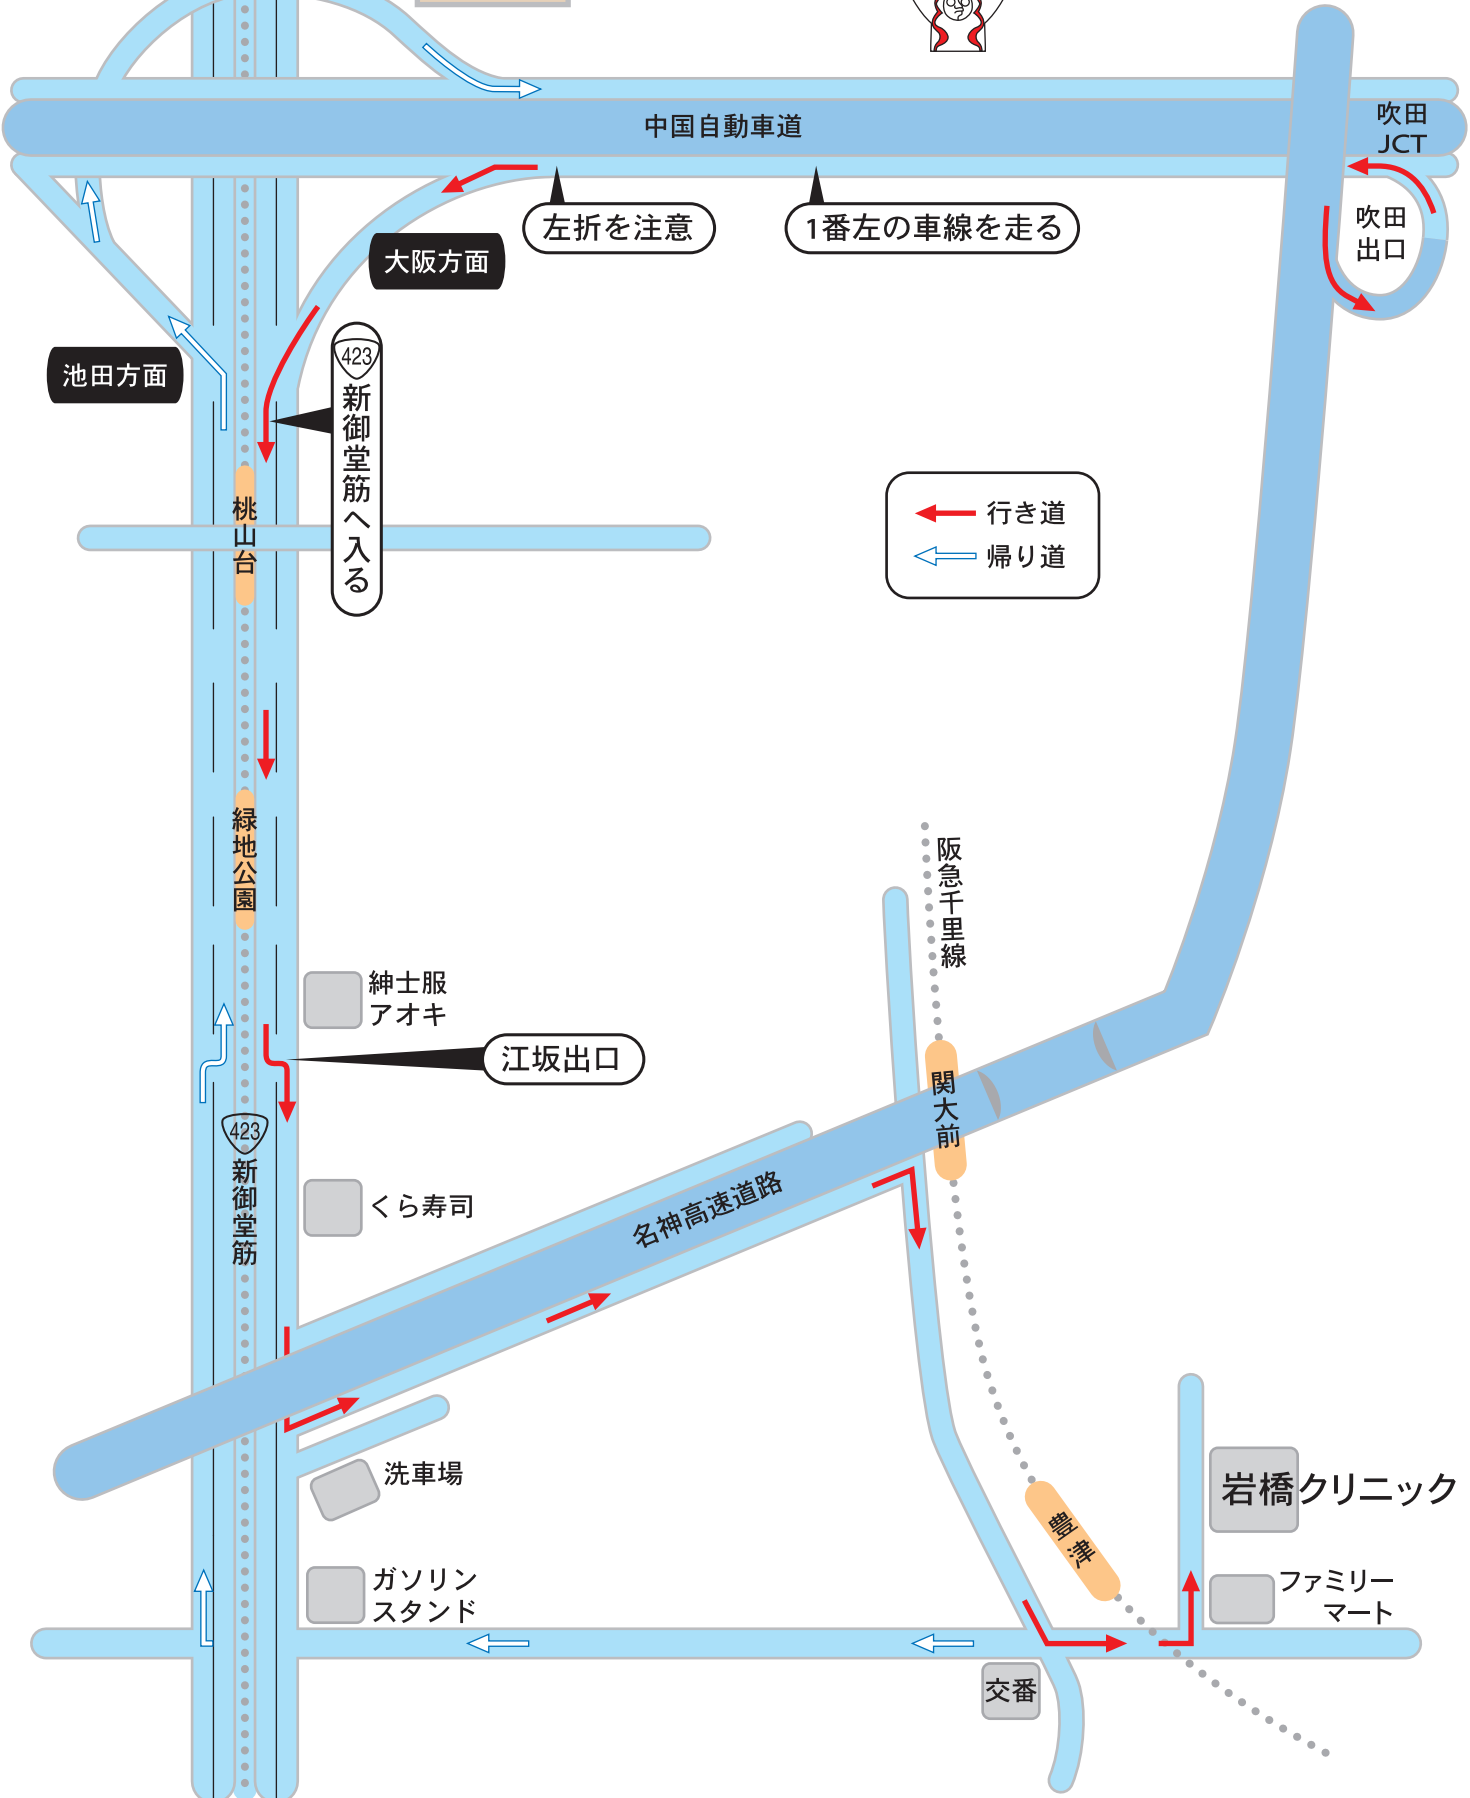 中国自動車道
吹田
JCT
吹田
出口
左折を注意
1番左の車線を走る
大阪方面
池田方面
423
新御堂筋へ入る
桃山台
行き道
帰り道
緑地公園
阪急千里線
紳士服
アオキ
江坂出口
関大前
423
新御堂筋
くら寿司
名神高速道路
洗車場
岩橋クリニック
豊津
ガソリン
スタンド
ファミリー
マート
交番